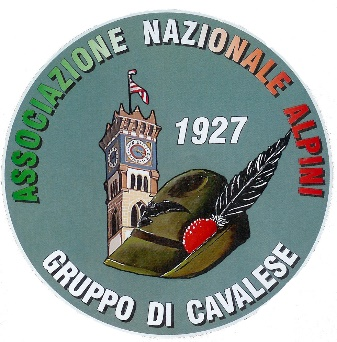 ASSOCIAZIONE NAZIONALE ALPINI
1927
GRUPPO DI CAVALESE